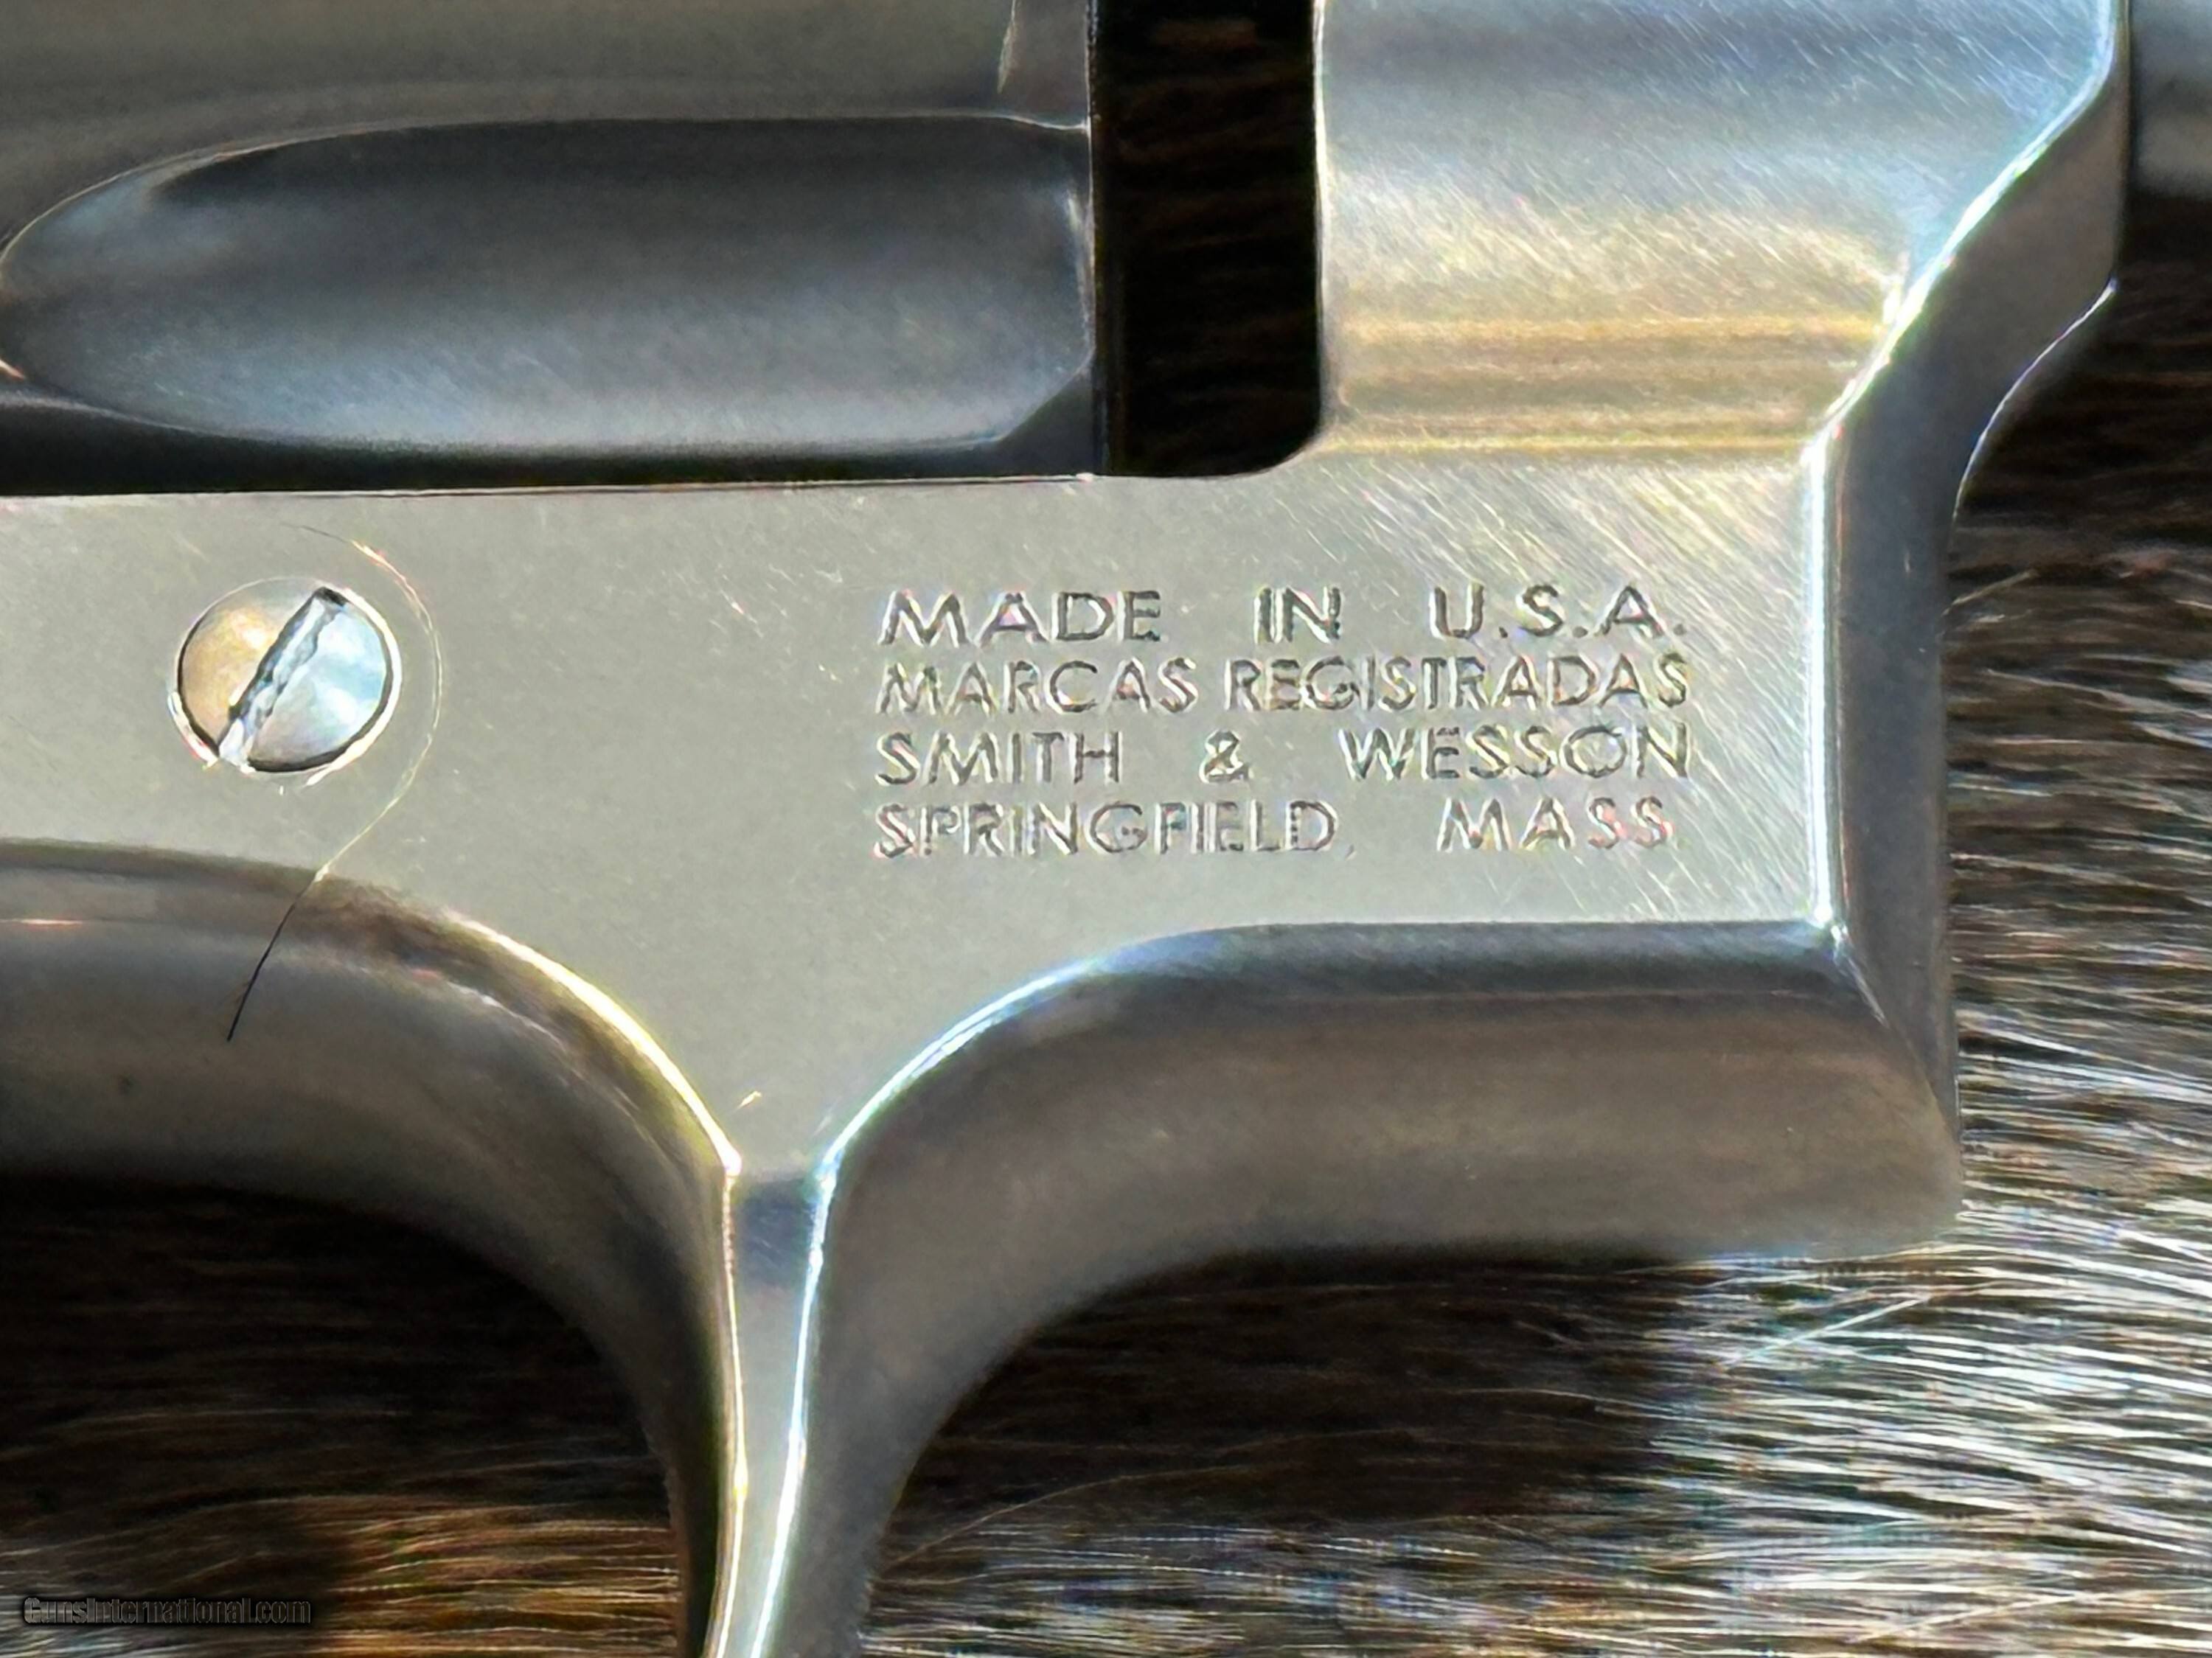 MADE IN U.S.A.
MARCAS REGISTRADAS
SMITH & WESSON
SPRINGFIELD, MASS.
GunsInternational.com